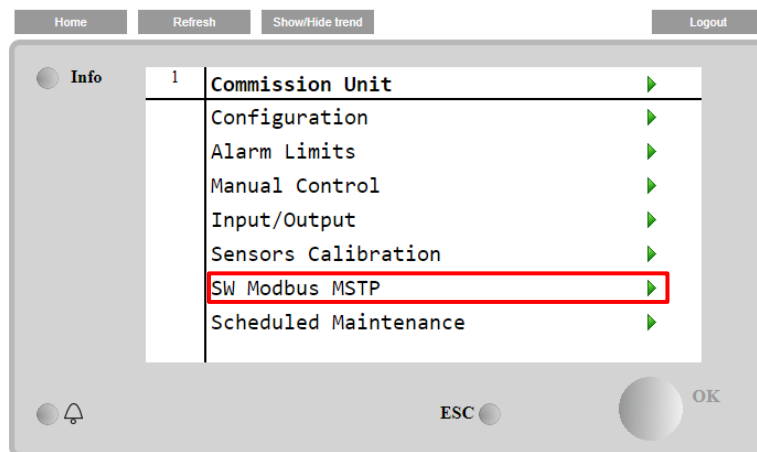 Home Refresh Show/Hide trend Logout
Info
1 Commission Unit
Configuration
Alarm Limits
Manual Control
Input/Output
Sensors Calibration
SW Modbus MSTP
Scheduled Maintenance
ESC OK